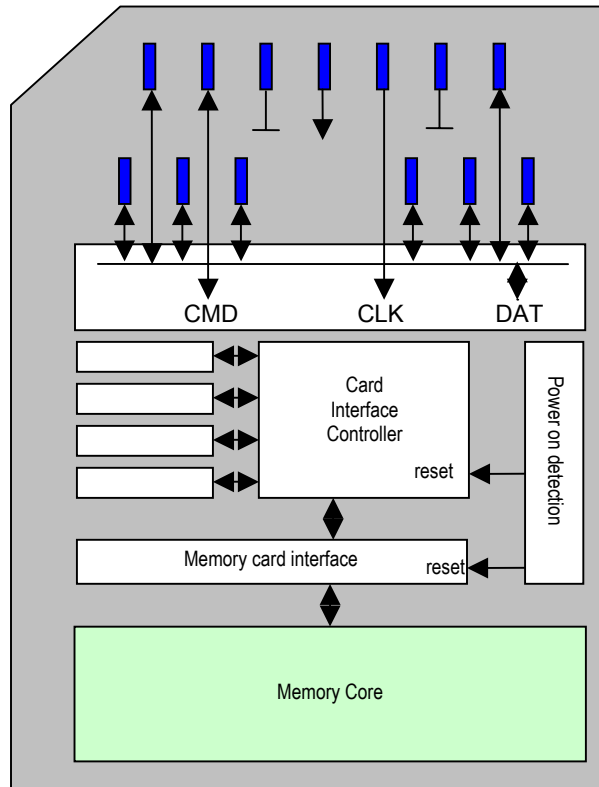 CMD CLK DAT
Card
Interface
Controller
reset
Power on detection
Memory card interface
reset
Memory Core